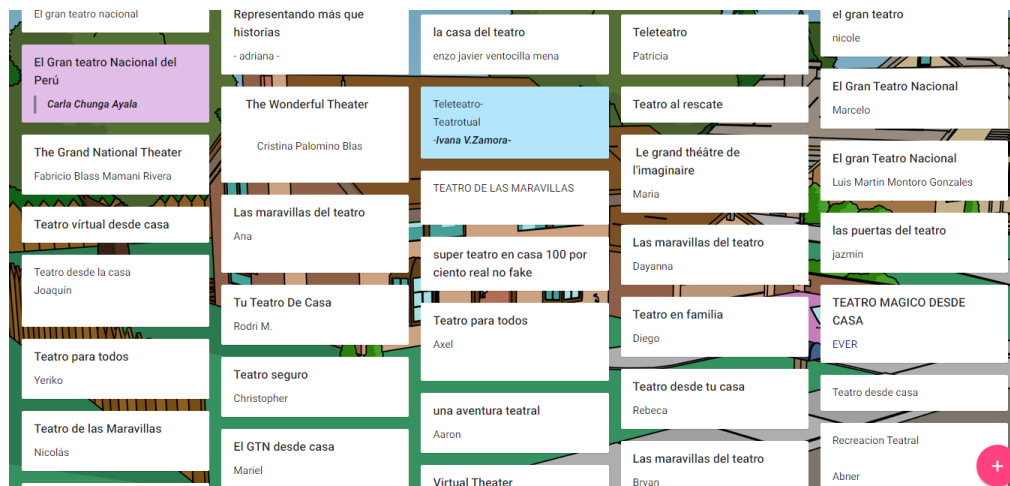 El gran teatro nacional
El Gran teatro Nacional del
Perú
Carla Chunga Ayala
The Grand National Theater
Fabricio Blass Mamani Rivera
Teatro vírtual desde casa
Teatro desde la casa
Joaquín
Teatro para todos
Yeriko
Teatro de las Maravillas
Nicolás
Representando más que
historias
- adriana -
The Wonderful Theater
Cristina Palomino Blas
Las maravillas del teatro
Ana
Tu Teatro De Casa
Rodri M.
Teatro seguro
Christopher
El GTN desde casa
Mariel
la casa del teatro
enzo javier ventocilla mena
Teleteatro-
Teatrotual
-Ivana V.Zamora-
TEATRO DE LAS MARAVILLAS
super teatro en casa 100 por
ciento real no fake
Teatro para todos
Axel
una aventura teatral
Aaron
Virtual Theater
Teleteatro
Patricia
Teatro al rescate
Le grand théâtre de
l'imaginaire
Maria
Las maravillas del teatro
Dayanna
Teatro en familia
Diego
Teatro desde tu casa
Rebeca
Las maravillas del teatro
Bryan
el gran teatro
nicole
El Gran Teatro Nacional
Marcelo
El gran Teatro Nacional
Luis Martin Montoro Gonzales
las puertas del teatro
jazmin
TEATRO MAGICO DESDE
CASA
EVER
Teatro desde casa
Recreacion Teatral
Abner
+